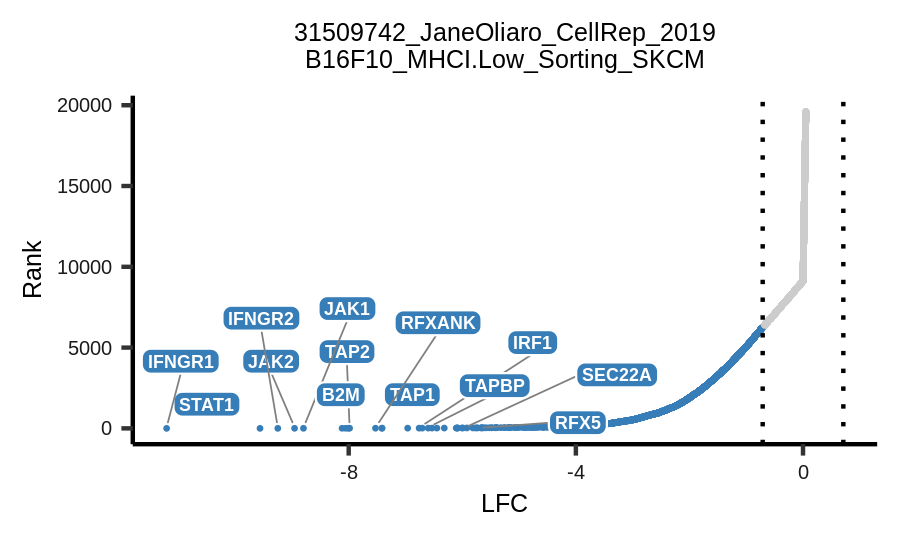 31509742_JaneOliaro_CellRep_2019
B16F10_MHCI.Low_Sorting_SKCM
Rank
20000
15000
10000
5000
0
IFNGR2
JAK1
RFXANK
IRF1
IFNGR1
JAK2
TAP2
SEC22A
STAT1
B2M
TAP1
TAPBP
RFX5
-8
-4
0
LFC